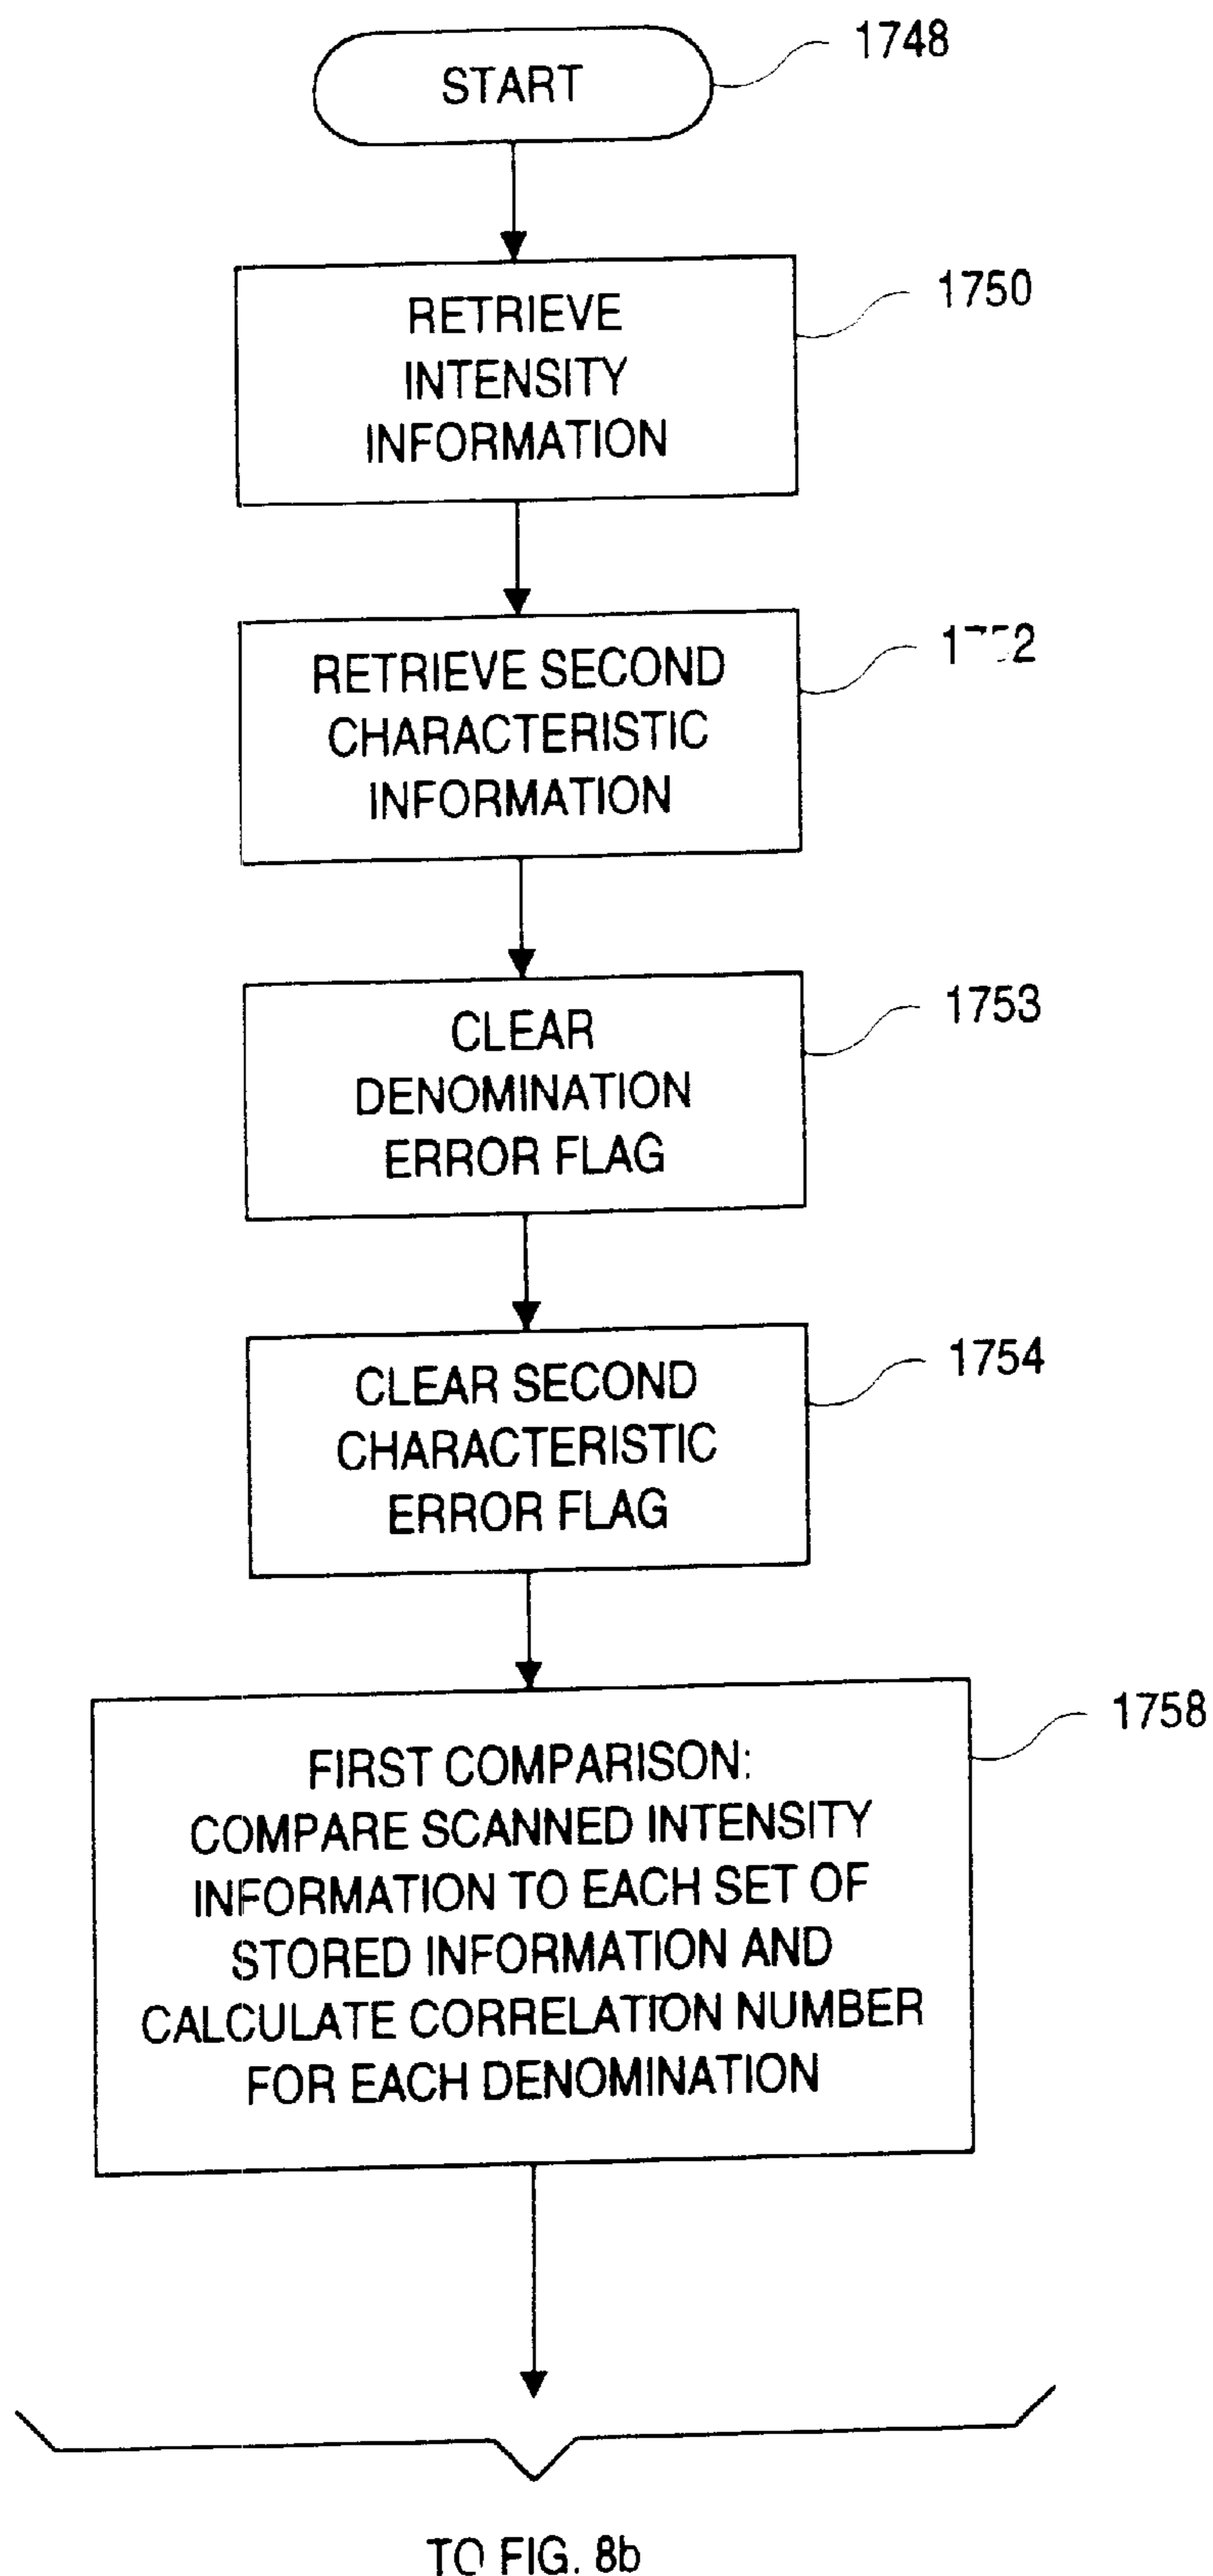 START
1748
RETRIEVE
INTENSITY
INFORMATION
1750
RETRIEVE SECOND
CHARACTERISTIC
INFORMATION
CLEAR
DENOMINATION
ERROR FLAG
1753
CLEAR SECOND
CHARACTERISTIC
ERROR FLAG
1754
FIRST COMPARISON:
COMPARE SCANNED INTENSITY
INFORMATION TO EACH SET OF
STORED INFORMATION AND
CALCULATE CORRELATION NUMBER
FOR EACH DENOMINATION
1758
TO FIG. 8b